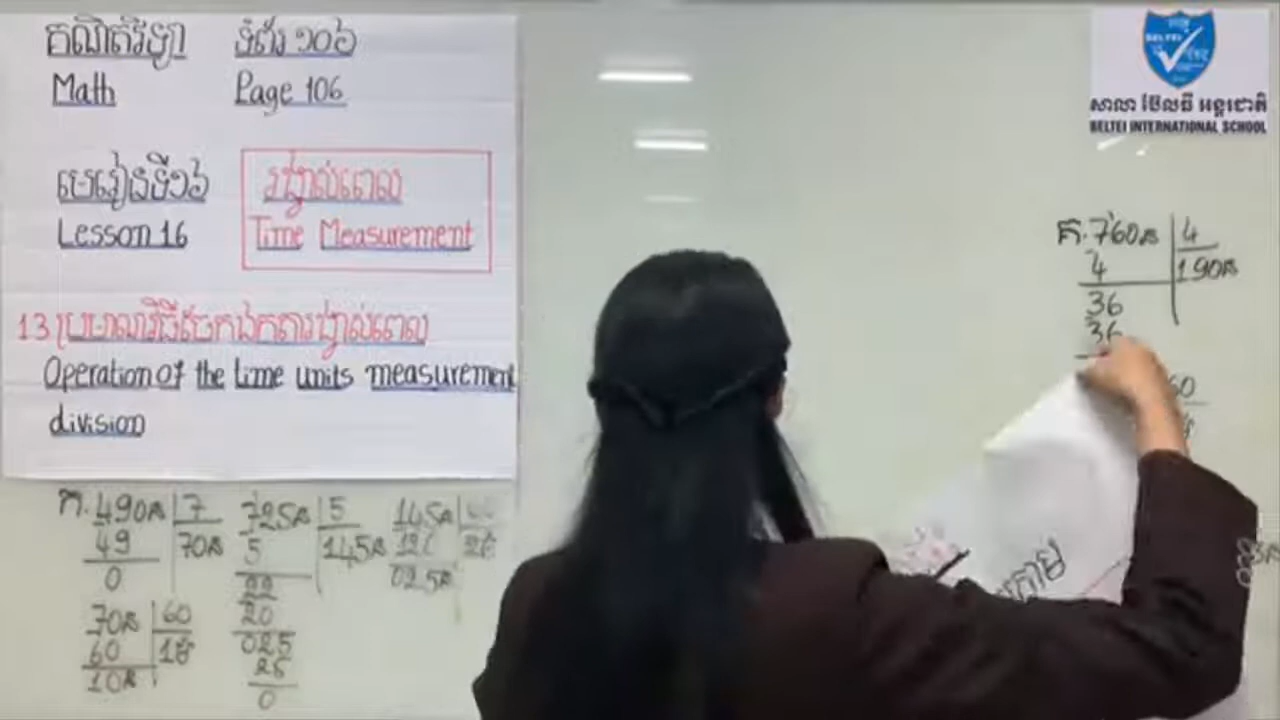 គណិតវិទ្យា ទំព័រ ១០៦
Math Page 106
មេរៀនទី១៦ រង្វាល់ពេល
Lesson 16 Time Measurement
13 ប្រមាណវិធីចែកឯកតារង្វាល់ពេល
Operation of the time units measurement
division
BELTEI
សាលា ប៊ែលធី អន្តរជាតិ
BELTEI INTERNATIONAL SCHOOL
ក. 490ន 7
49 70ន
0
70ន 60
60 1ម៉
10ន
725ន 5
5 145ន
22
20
025
25
0
145ន
025ន
គ. 760ន 4
4 190ន
36
36
60